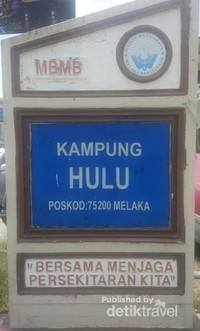 MBMB
KAMPUNG
HULU
POSKOD:75200 MELAKA
"BERSAMA MENJAGA
PERSEKITARAN KITA"
Published by
detiktravel